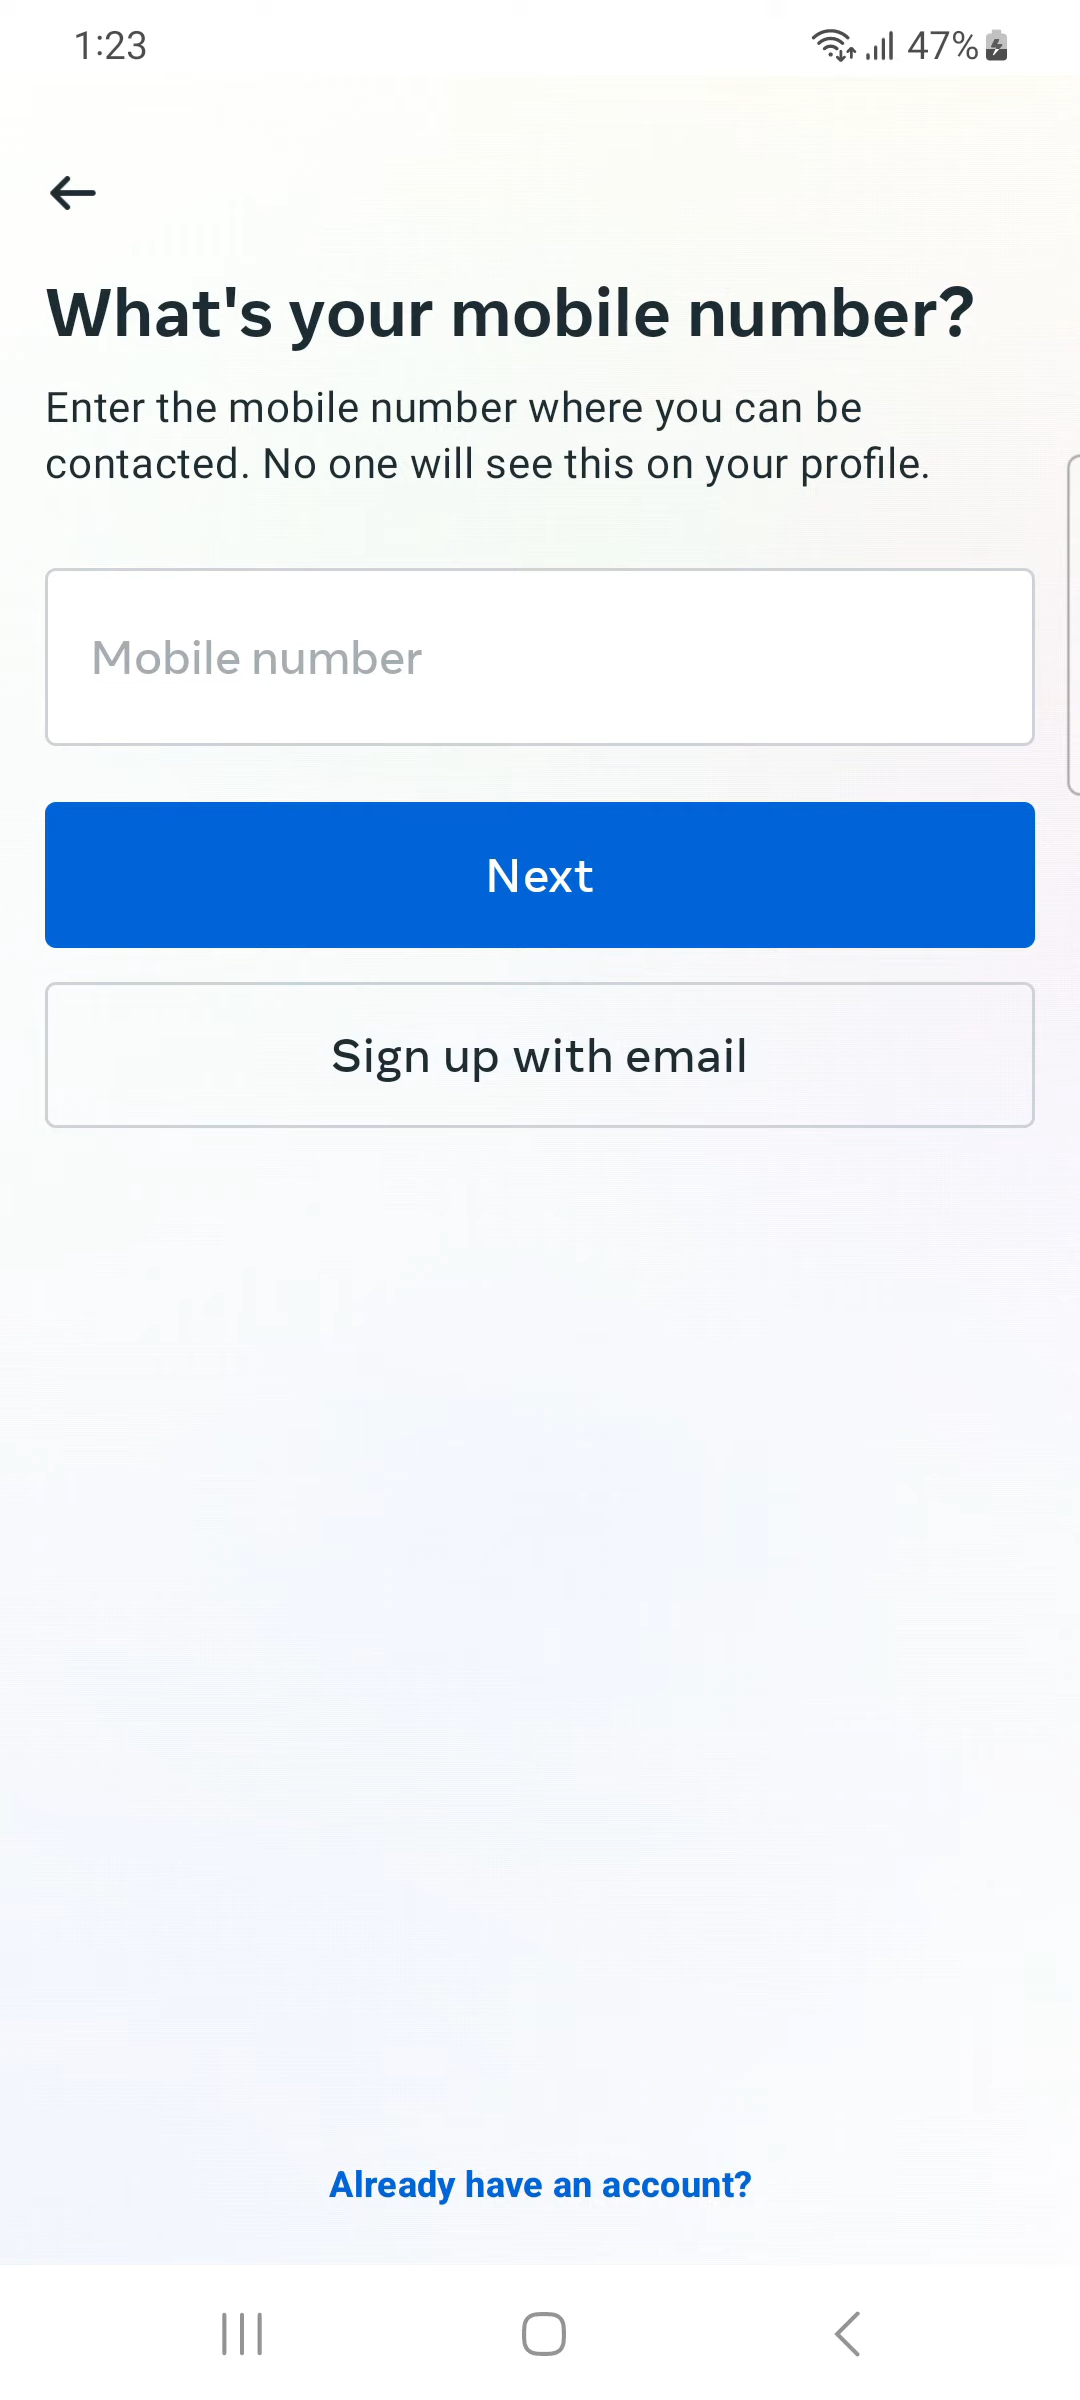 1:23
47%
What's your mobile number?
Enter the mobile number where you can be
contacted. No one will see this on your profile.
Mobile number
Next
Sign up with email
Already have an account?